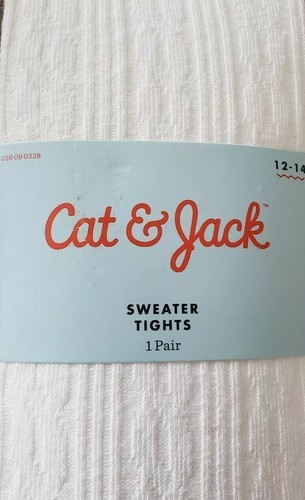 036 09 0338
12-14
Cat & Jack™
SWEATER
TIGHTS
1 Pair